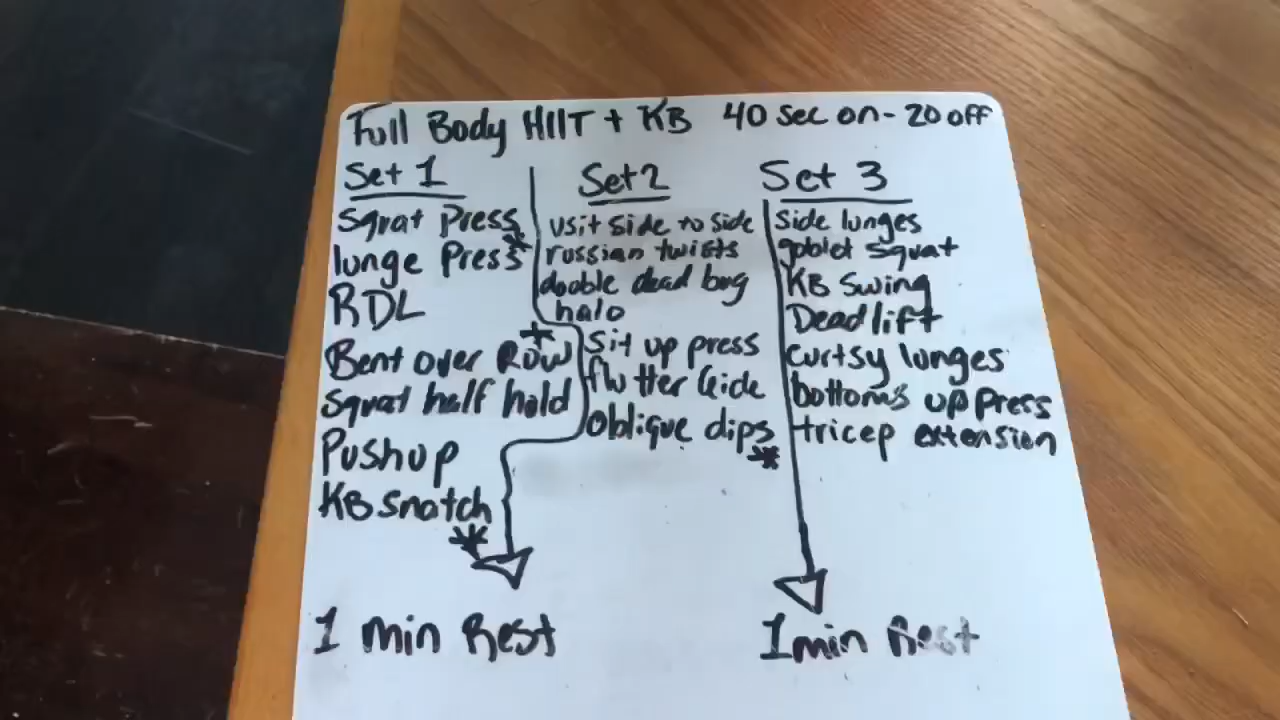 Full Body HIIT + KB 40 sec on - 20 off
Set 1
Squat Press
lunge Press *
RDL
Bent over Row *
Squat half hold
Pushup
KB snatch *
1 min Rest
Set 2
vsit side to side
russian twists
double dead bug
halo
Sit up press
flutter
oblique dips *
Set 3
Side lunges
goblet squat
KB Swing
Deadlift
curtsy lunges
bottoms up press
tricep extension
1 min Rest